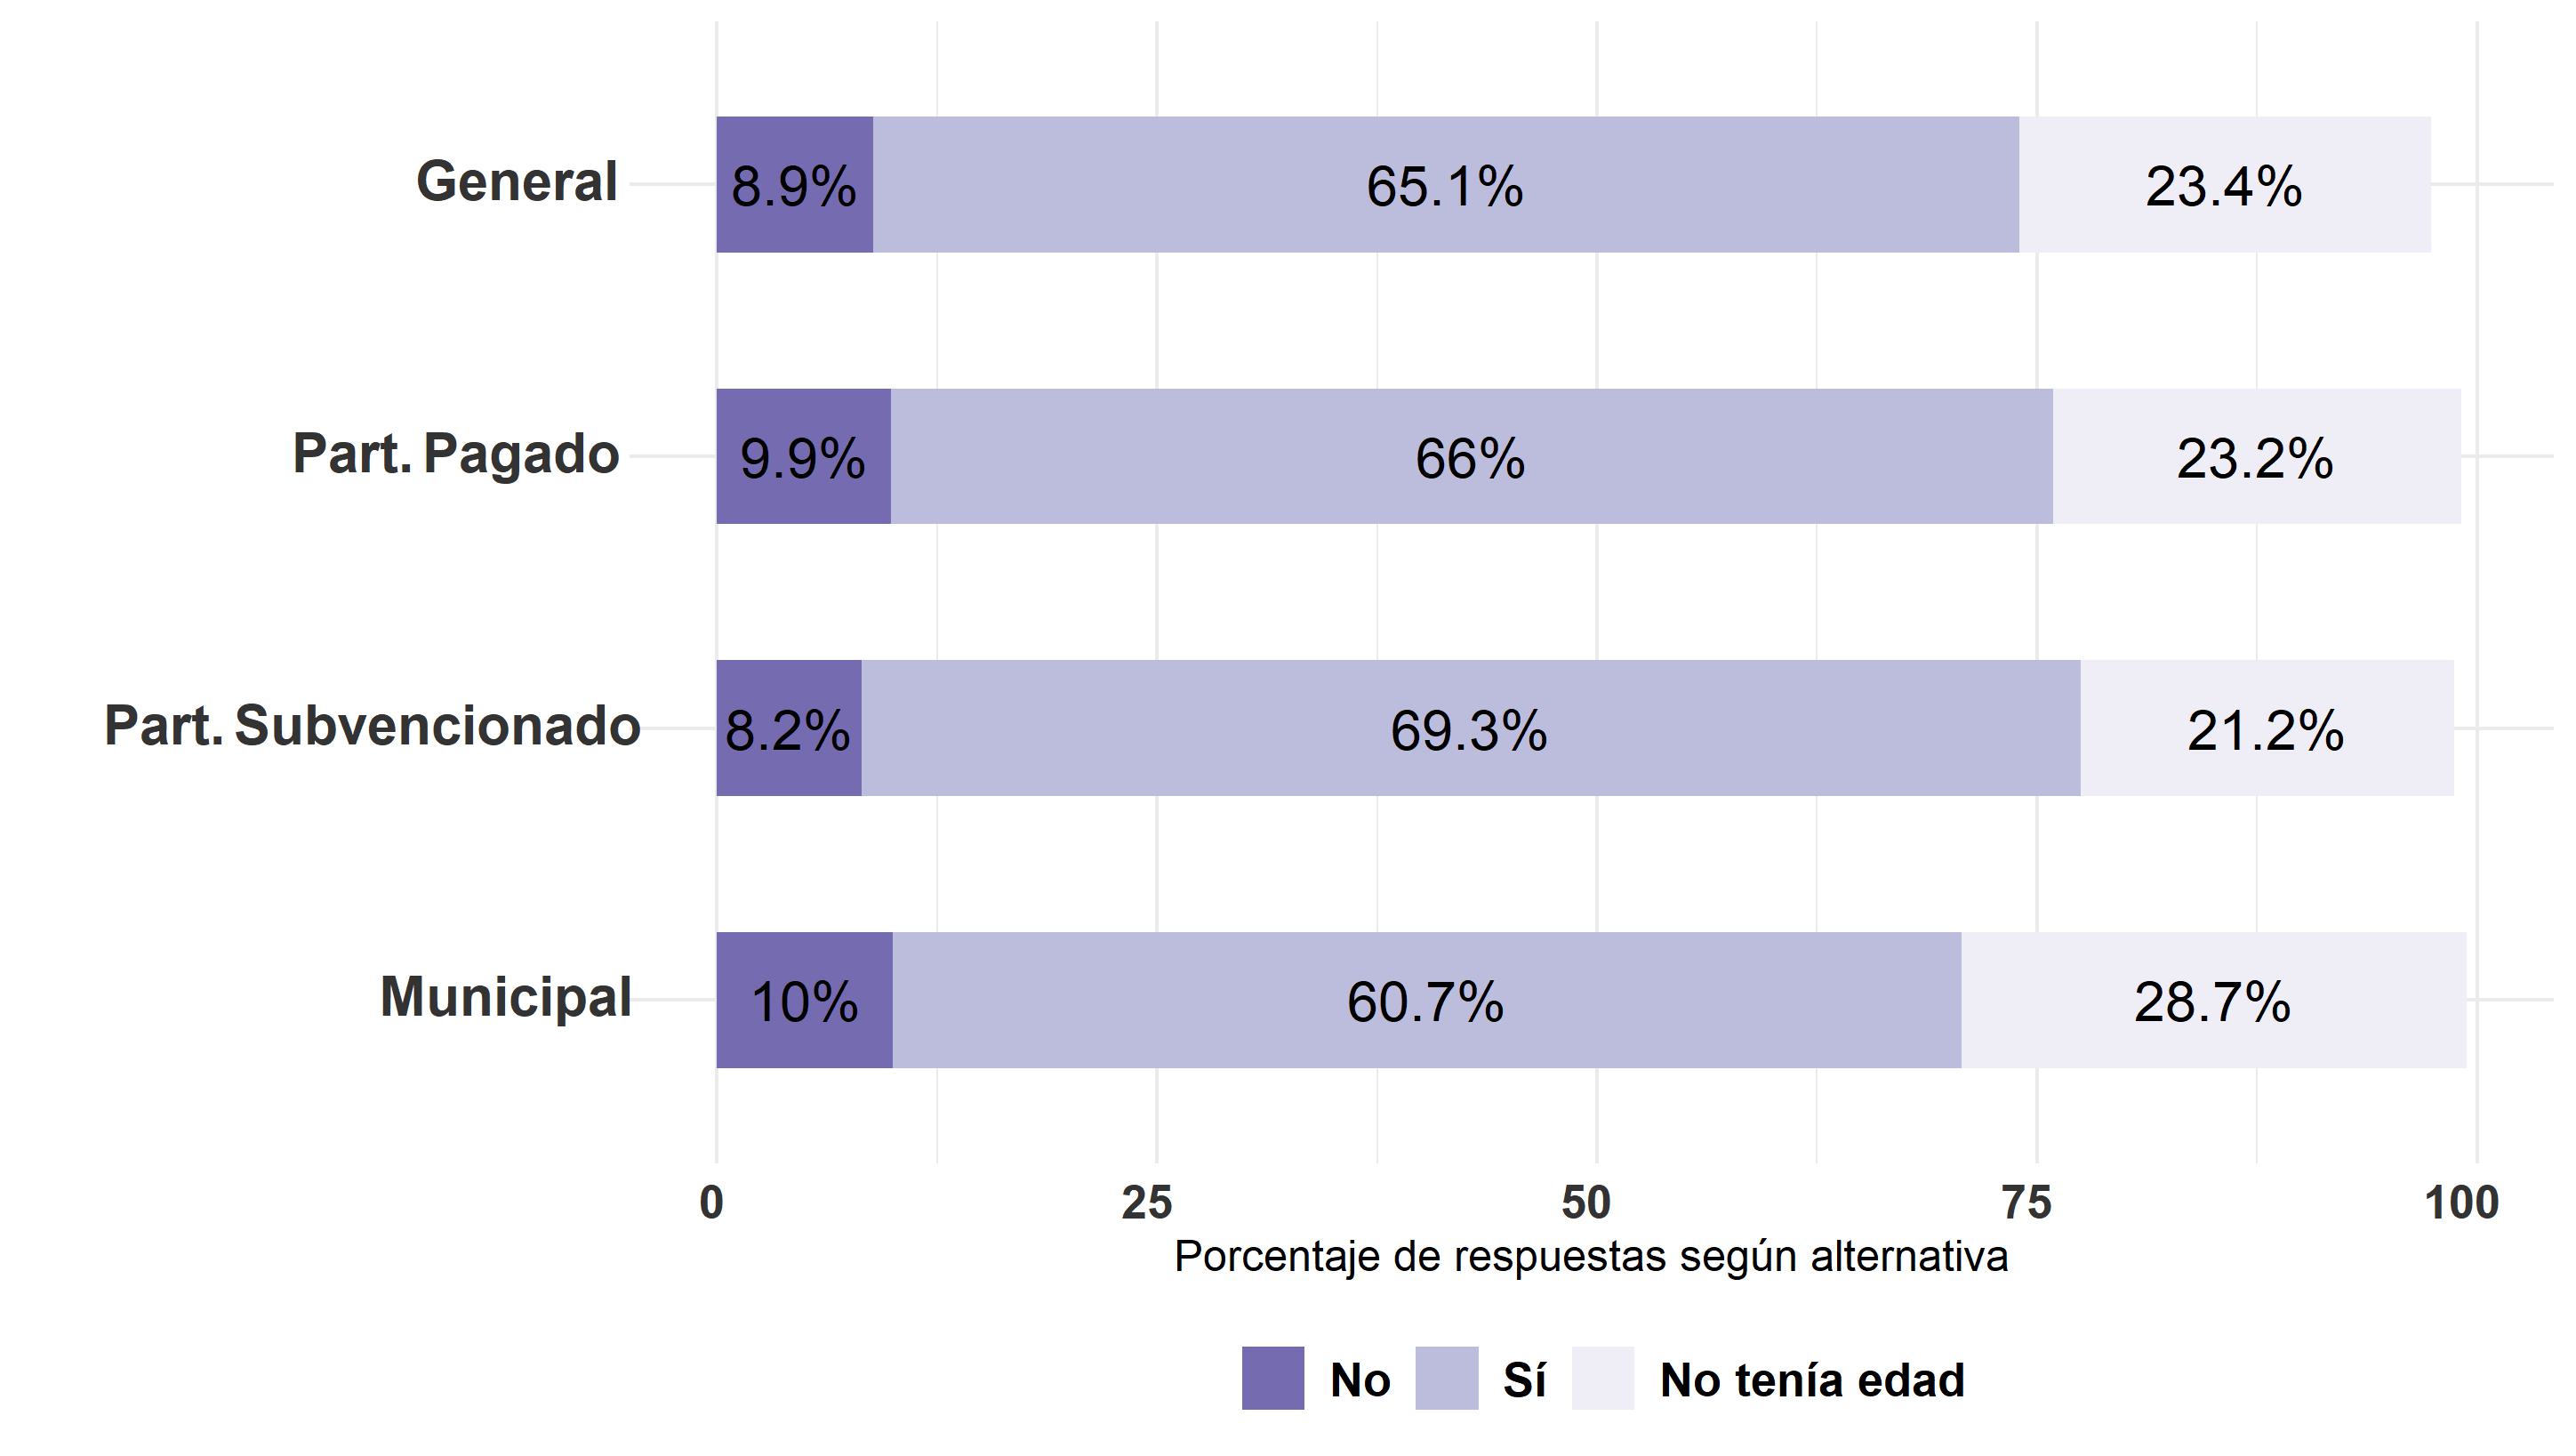 General
8.9% 65.1% 23.4%
Part. Pagado
9.9% 66% 23.2%
Part. Subvencionado
8.2% 69.3% 21.2%
Municipal
10% 60.7% 28.7%
0 25 50 75 100
Porcentaje de respuestas según alternativa
No Sí No tenía edad